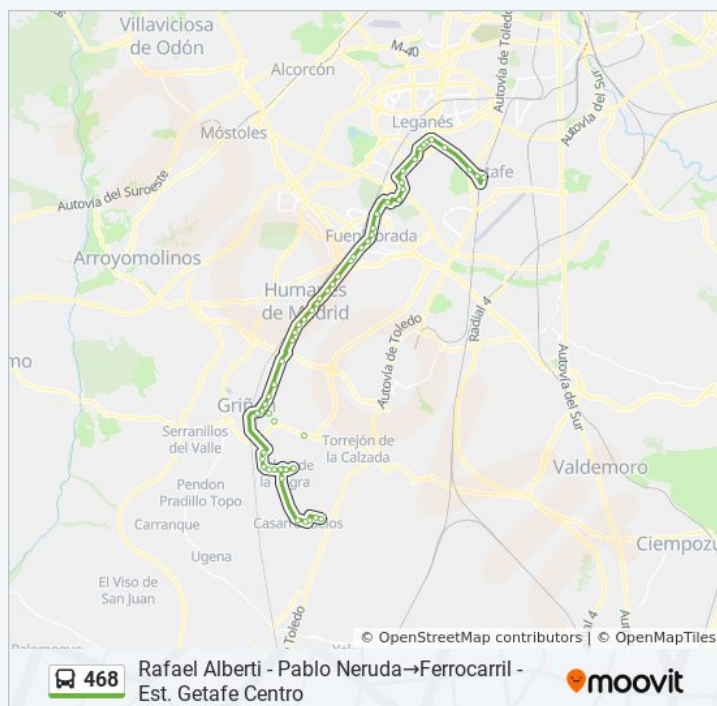 Villaviciosa
de Odón
Alcorcón
M-40
Autovía de Toledo
Autovía del Sur
Leganés
Móstoles
Autovía del Suroeste
Fuenlabrada
Arroyomolinos
Humanes
de Madrid
Radial 4
Autovía de Toledo
Autovía del Sur
Griñón
Serranillos
del Valle
Torrejón de
la Calzada
Valdemoro
Pendon
Pradillo Topo
Carranque
Ugena
Ciempozu
El Viso de
San Juan
Radial 4
© OpenStreetMap contributors | © OpenMapTiles
468
Rafael Alberti - Pablo Neruda→Ferrocarril -
Est. Getafe Centro
moovit